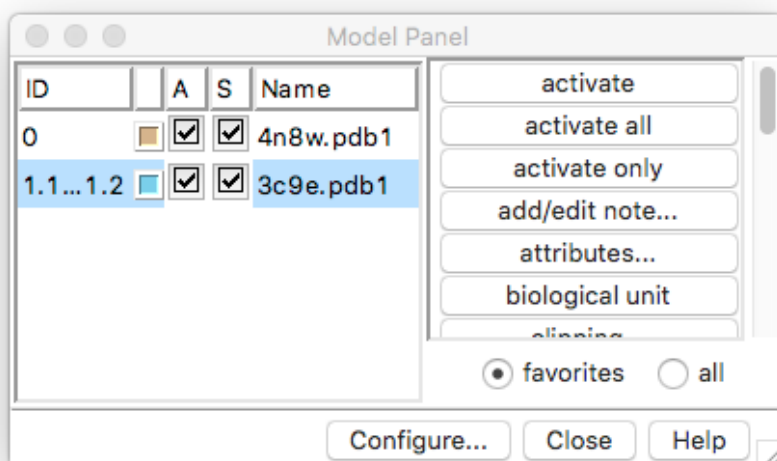 Model Panel
ID A S Name
0 4n8w.pdb1
1.1...1.2 3c9e.pdb1
activate
activate all
activate only
add/edit note...
attributes...
biological unit
clipping...
favorites all
Configure... Close Help